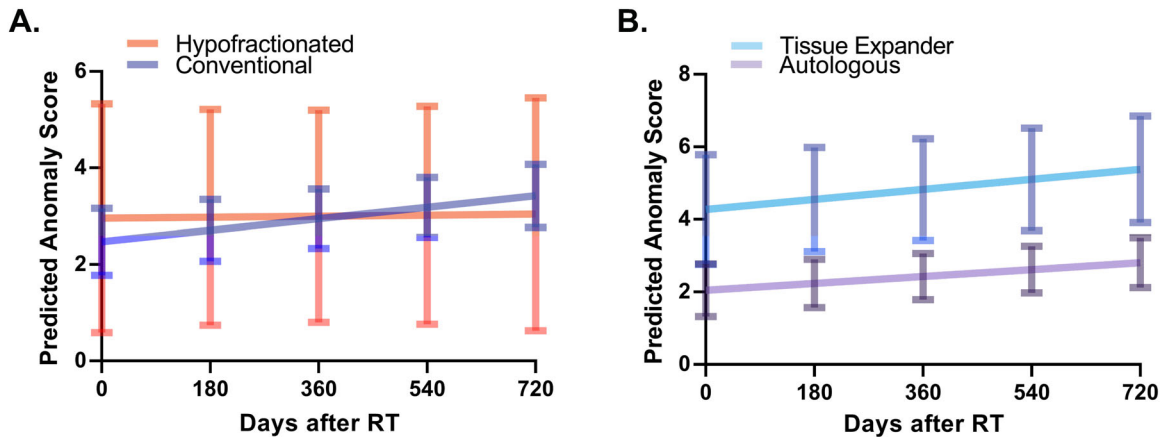 A.
Hypofractionated
Conventional
Predicted Anomaly Score
6
4
2
0
0 180 360 540 720
Days after RT
B.
Tissue Expander
Autologous
Predicted Anomaly Score
8
6
4
2
0
0 180 360 540 720
Days after RT